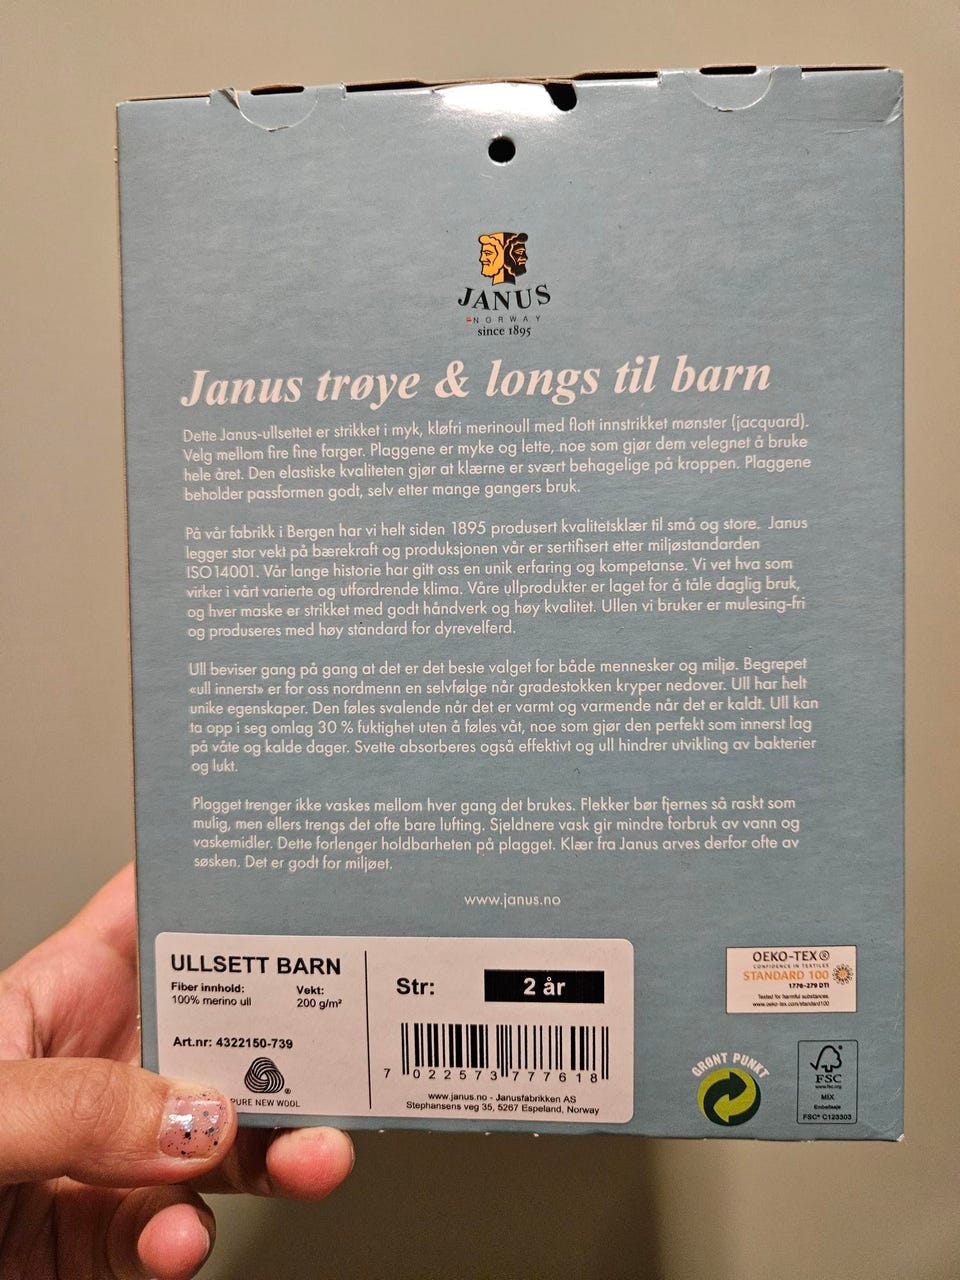 JANUS
NORWAY
since 1895
Janus trøye & longs til barn
Dette Janus-ullsettet er strikket i myk, kløfri merinoull med flott innstrikket mønster (jacquard).
Velg mellom fire fine farger. Plaggene er myke og lette, noe som gjør dem velegnet å bruke
hele året. Den elastiske kvaliteten gjør at klærne er svært behagelige på kroppen. Plaggene
beholder passformen godt, selv etter mange gangers bruk.
På vår fabrikk i Bergen har vi helt siden 1895 produsert kvalitetsklær til små og store. Janus
legger stor vekt på bærekraft og produksjonen vår er sertifisert etter miljøstandarden
ISO14001. Vår lange historie har gitt oss en unik erfaring og kompetanse. Vi vet hva som
virker i vårt varierte og utfordrende klima. Våre ullprodukter er laget for å tåle daglig bruk,
og hver maske er strikket med godt håndverk og høy kvalitet. Ullen vi bruker er mulesing-fri
og produseres med høy standard for dyrevelferd.
Ull beviser gang på gang at det er det beste valget for både mennesker og miljø. Begrepet
«ull innerst» er for oss nordmenn en selvfølge når gradestokken kryper nedover. Ull har helt
unike egenskaper. Den føles svalende når det er varmt og varmende når det er kaldt. Ull kan
ta opp i seg omlag 30 % fuktighet uten å føles våt, noe som gjør den perfekt som innerst lag
på våte og kalde dager. Svette absorberes også effektivt og ull hindrer utvikling av bakterier
og lukt.
Plagget trenger ikke vaskes mellom hver gang det brukes. Flekker bør fjernes så raskt som
mulig, men ellers trengs det ofte bare lufting. Sjeldnere vask gir mindre forbruk av vann og
vaskemidler. Dette forlenger holdbarheten på plagget. Klær fra Janus arves derfor ofte av
søsken. Det er godt for miljøet.
www.janus.no
ULLSETT BARN
Fiber innhold: Vekt:
100% merino ull 200 g/m²
Art.nr: 4322150-739
PURE NEW WOOL
Str: 2 år
7 022573 777618
www.janus.no - Janusfabrikken AS
Stephansens veg 35, 5267 Espeland, Norway
OEKO-TEX®
CONFIDENCE IN TEXTILES
STANDARD 100
1776-279 DTI
Tested for harmful substances.
www.oeko-tex.com/standard100
GRØNT PUNKT
FSC
www.fsc.org
MIX
Emballasje
FSC® C123303